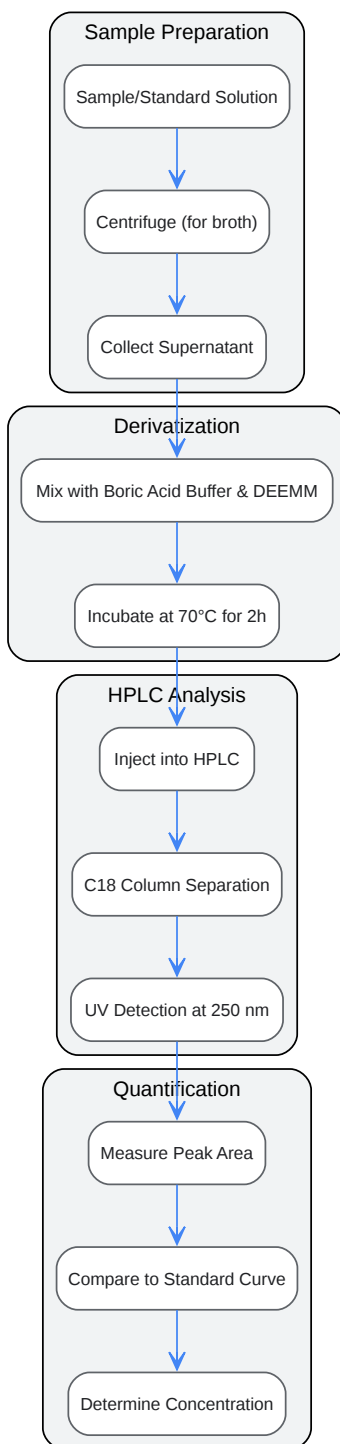 Sample Preparation
Sample/Standard Solution
Centrifuge (for broth)
Collect Supernatant
Derivatization
Mix with Boric Acid Buffer & DEEMM
Incubate at 70°C for 2h
HPLC Analysis
Inject into HPLC
C18 Column Separation
UV Detection at 250 nm
Quantification
Measure Peak Area
Compare to Standard Curve
Determine Concentration